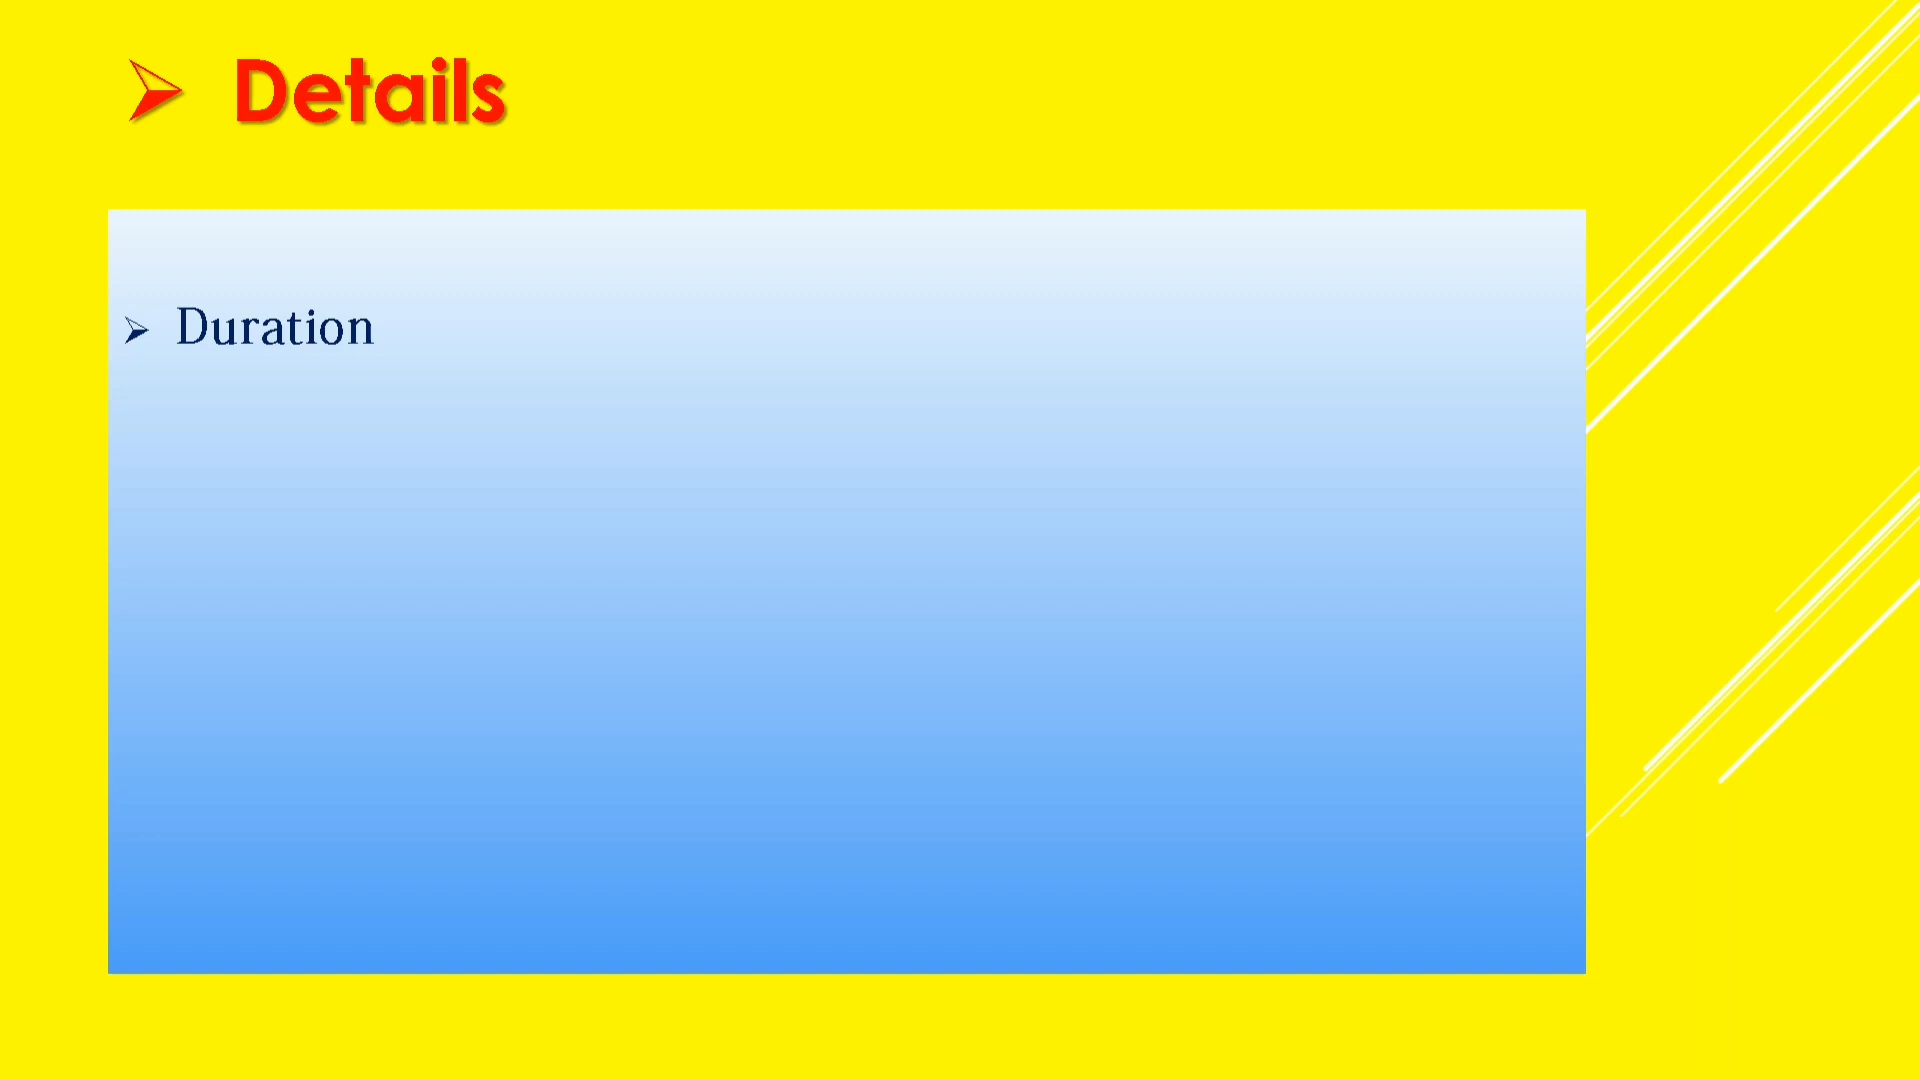 ➢ Details
➢ Duration